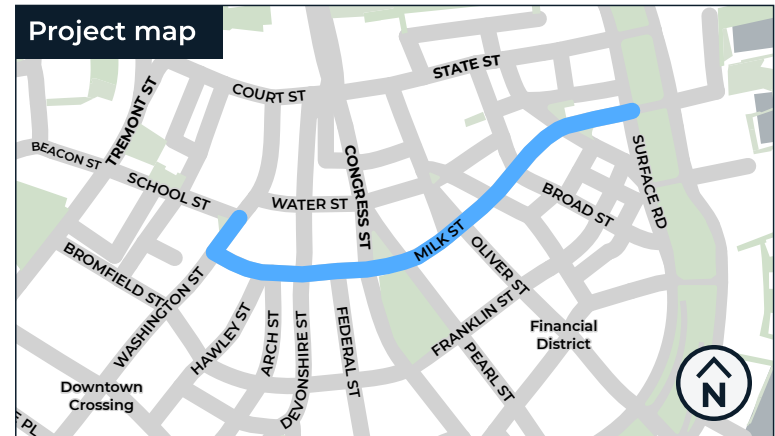 Project map
STATE ST
COURT ST
TREMONT ST
BEACON ST
SCHOOL ST
CONGRESS ST
WATER ST
SURFACE RD
BROAD ST
MILK ST
OLIVER ST
BROMFIELD ST
WASHINGTON ST
HAWLEY ST
ARCH ST
DEVONSHIRE ST
FEDERAL ST
FRANKLIN ST
PEARL ST
Financial
District
Downtown
Crossing
E PL
N